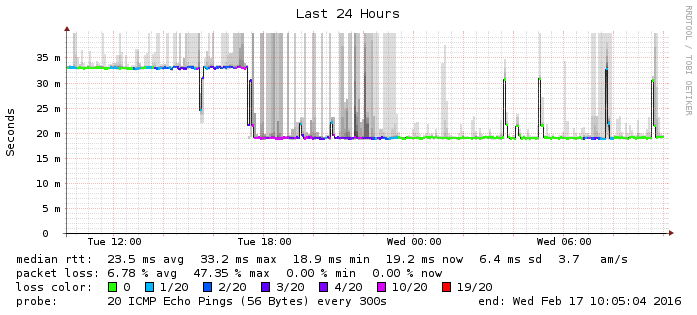 Last 24 Hours
RRDTOOL / TOBI OETIKER
Seconds
35 m
30 m
25 m
20 m
15 m
10 m
5 m
0
Tue 12:00 Tue 18:00 Wed 00:00 Wed 06:00
median rtt: 23.5 ms avg 33.2 ms max 18.9 ms min 19.2 ms now 6.4 ms sd 3.7 am/s
packet loss: 6.78 % avg 47.35 % max 0.00 % min 0.00 % now
loss color: 0 1/20 2/20 3/20 4/20 10/20 19/20
probe: 20 ICMP Echo Pings (56 Bytes) every 300s end: Wed Feb 17 10:05:04 2016